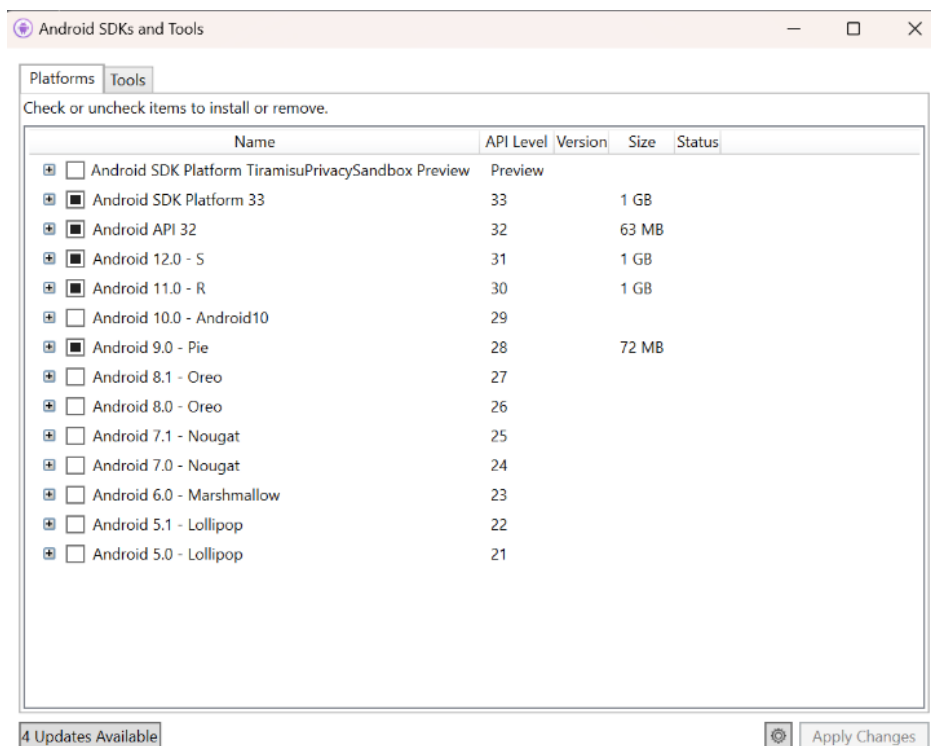 Android SDKs and Tools
Platforms Tools
Check or uncheck items to install or remove.
Name API Level Version Size Status
Android SDK Platform TiramisuPrivacySandbox Preview Preview
Android SDK Platform 33 33 1 GB
Android API 32 32 63 MB
Android 12.0 - S 31 1 GB
Android 11.0 - R 30 1 GB
Android 10.0 - Android10 29
Android 9.0 - Pie 28 72 MB
Android 8.1 - Oreo 27
Android 8.0 - Oreo 26
Android 7.1 - Nougat 25
Android 7.0 - Nougat 24
Android 6.0 - Marshmallow 23
Android 5.1 - Lollipop 22
Android 5.0 - Lollipop 21
4 Updates Available Apply Changes